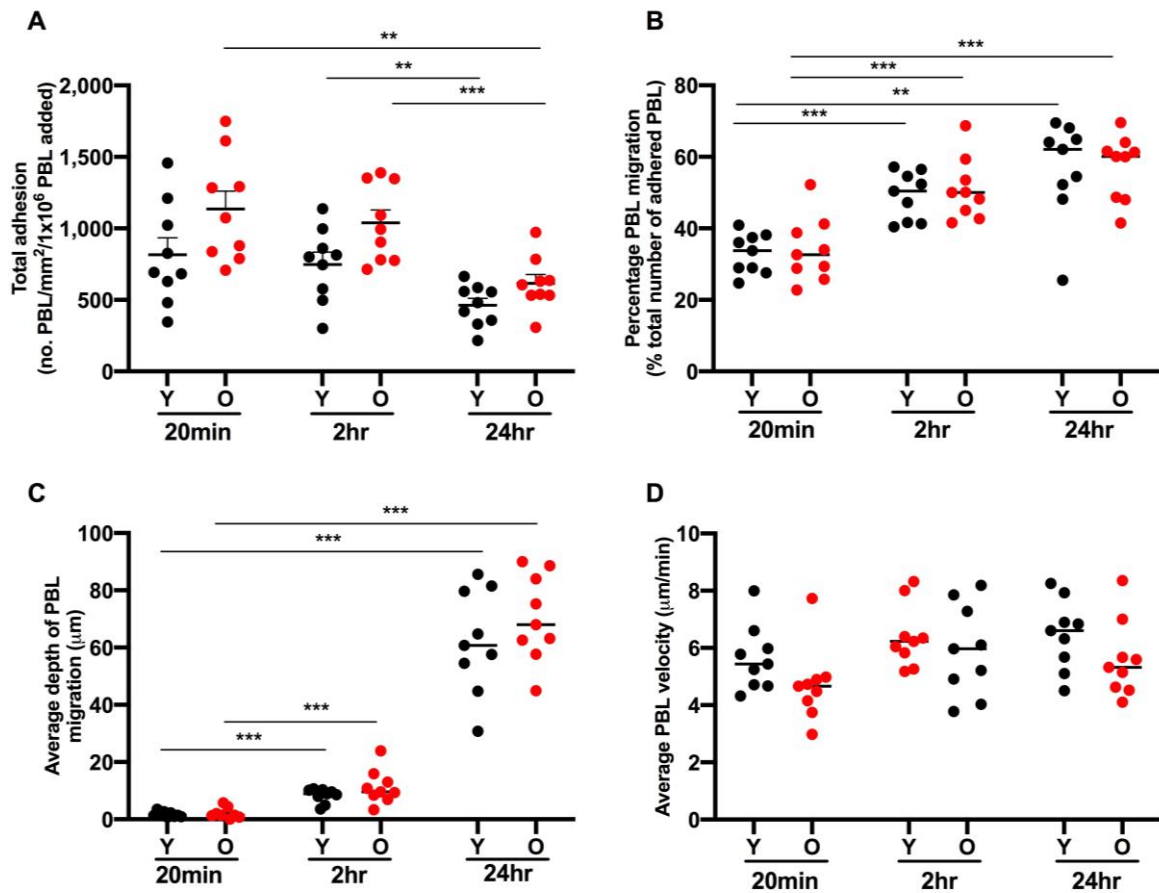 A
**
**
***
2,000
1,500
1,000
500
0
Total adhesion
(no. PBL/mm²/1x10⁶ PBL added)
Y O Y O Y O
20min 2hr 24hr
B
***
***
**
***
80
60
40
20
0
Percentage PBL migration
(% total number of adhered PBL)
Y O Y O Y O
20min 2hr 24hr
C
***
***
***
***
100
80
60
40
20
0
Average depth of PBL
migration (μm)
Y O Y O Y O
20min 2hr 24hr
D
10
8
6
4
2
0
Average PBL velocity (μm/min)
Y O Y O Y O
20min 2hr 24hr